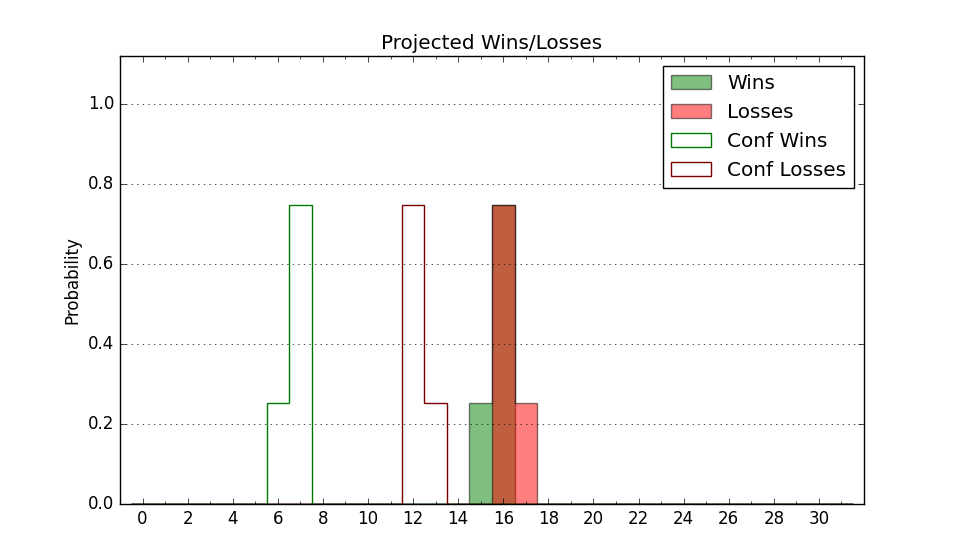 Projected Wins/Losses
Wins
Losses
Conf Wins
Conf Losses
Probability
1.0
0.8
0.6
0.4
0.2
0.0
0 2 4 6 8 10 12 14 16 18 20 22 24 26 28 30